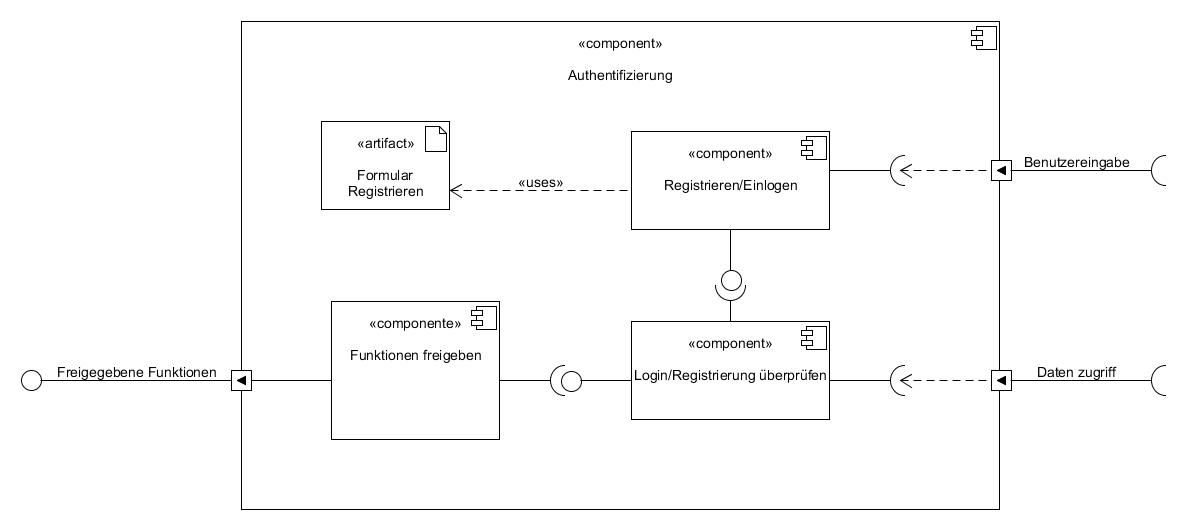 «component»
Authentifizierung
«artifact»
Formular
Registrieren
«uses»
«component»
Registrieren/Einlogen
Benutzereingabe
«componente»
Funktionen freigeben
«component»
Login/Registrierung überprüfen
Freigegebene Funktionen
Daten zugriff